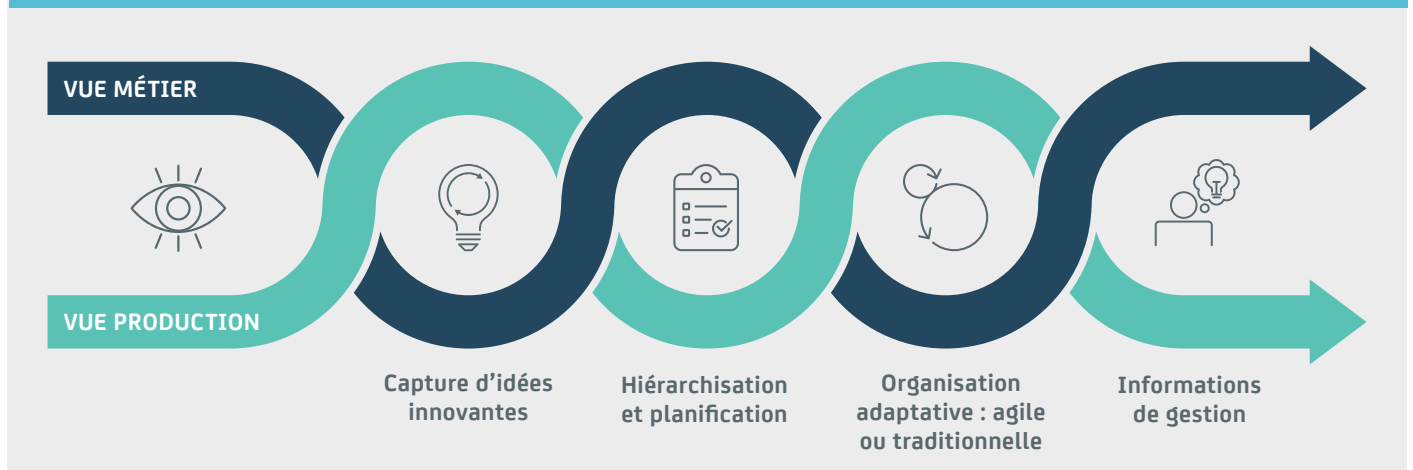 VUE MÉTIER
VUE PRODUCTION
Capture d’idées
innovantes
Hiérarchisation
et planification
Organisation
adaptative : agile
ou traditionnelle
Informations
de gestion